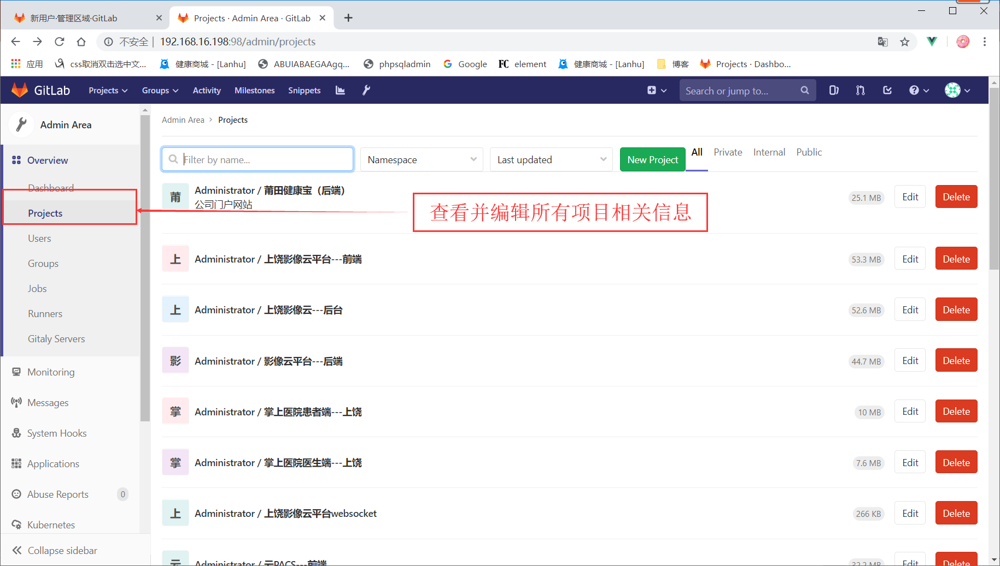 新用户·管理区域·GitLab
Projects · Admin Area · GitLab
不安全 | 192.168.16.198:98/admin/projects
应用
css取消双击选中文...
健康商城 - [Lanhu]
ABUIABAEGAAgq...
phpsqladmin
Google
FC element
健康商城 - [Lanhu]
博客
Projects · Dashbo...
GitLab
Projects
Groups
Activity
Milestones
Snippets
Search or jump to...
Admin Area
Overview
Dashboard
Projects
Users
Groups
Jobs
Runners
Gitaly Servers
Monitoring
Messages
System Hooks
Applications
Abuse Reports 0
Kubernetes
Collapse sidebar
Admin Area > Projects
Filter by name...
Namespace
Last updated
New Project
All
Private
Internal
Public
莆 Administrator / 莆田健康宝（后端）
公司门户网站
25.1 MB Edit Delete
查看并编辑所有项目相关信息
上 Administrator / 上饶影像云平台---前端 53.3 MB Edit Delete
上 Administrator / 上饶影像云---后台 52.6 MB Edit Delete
影 Administrator / 影像云平台---后端 44.7 MB Edit Delete
掌 Administrator / 掌上医院患者端---上饶 10 MB Edit Delete
掌 Administrator / 掌上医院医生端---上饶 7.6 MB Edit Delete
上 Administrator / 上饶影像云平台websocket 266 KB Edit Delete
云 Administrator / 云PACS---前端 32.2 MB Edit Delete